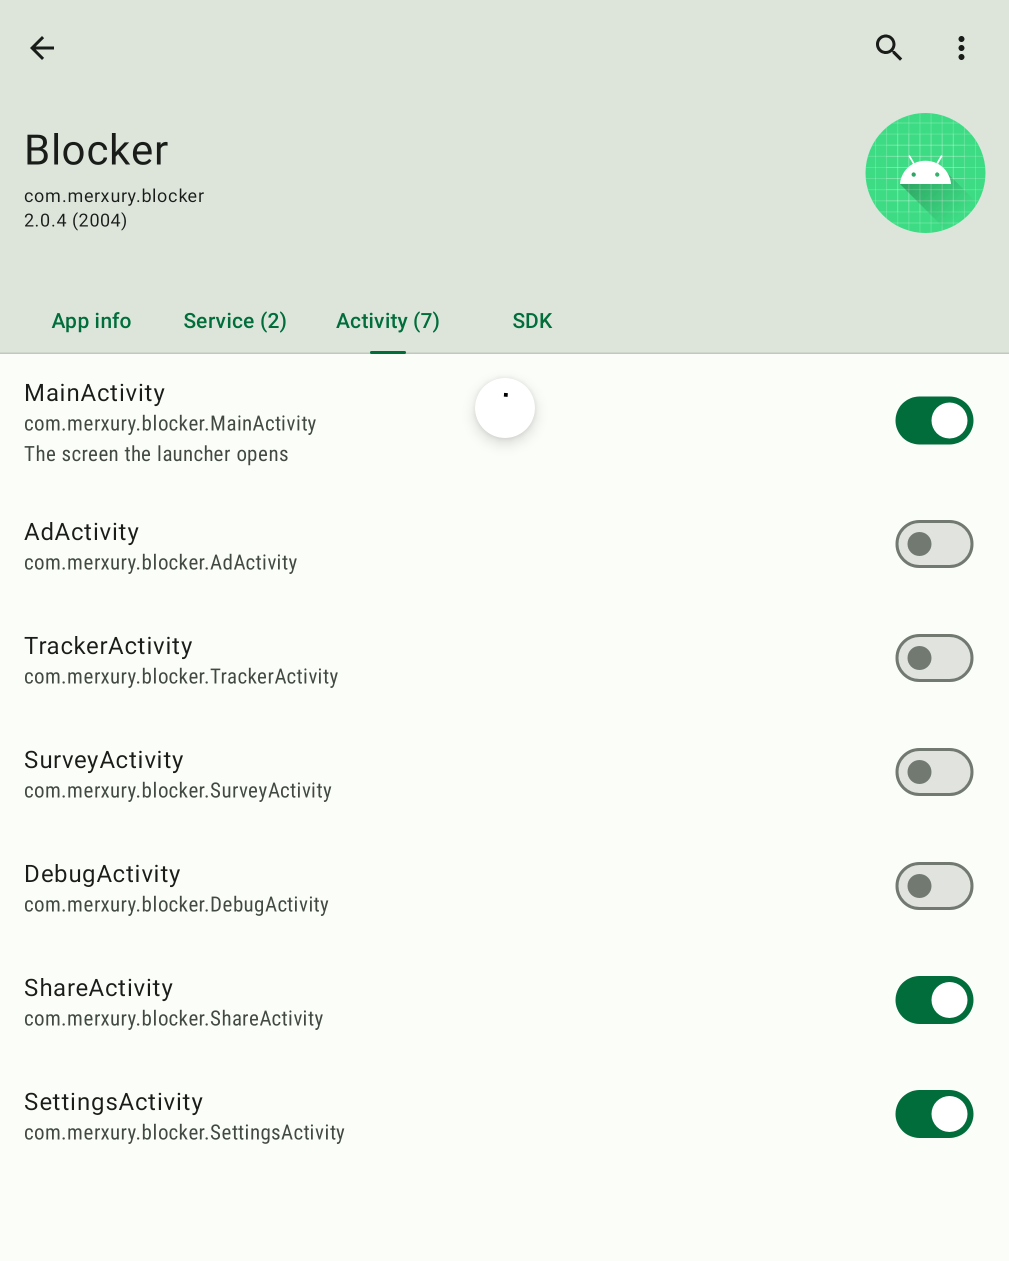 Blocker
com.merxury.blocker
2.0.4 (2004)
App info
Service (2)
Activity (7)
SDK
MainActivity
com.merxury.blocker.MainActivity
The screen the launcher opens
AdActivity
com.merxury.blocker.AdActivity
TrackerActivity
com.merxury.blocker.TrackerActivity
SurveyActivity
com.merxury.blocker.SurveyActivity
DebugActivity
com.merxury.blocker.DebugActivity
ShareActivity
com.merxury.blocker.ShareActivity
SettingsActivity
com.merxury.blocker.SettingsActivity